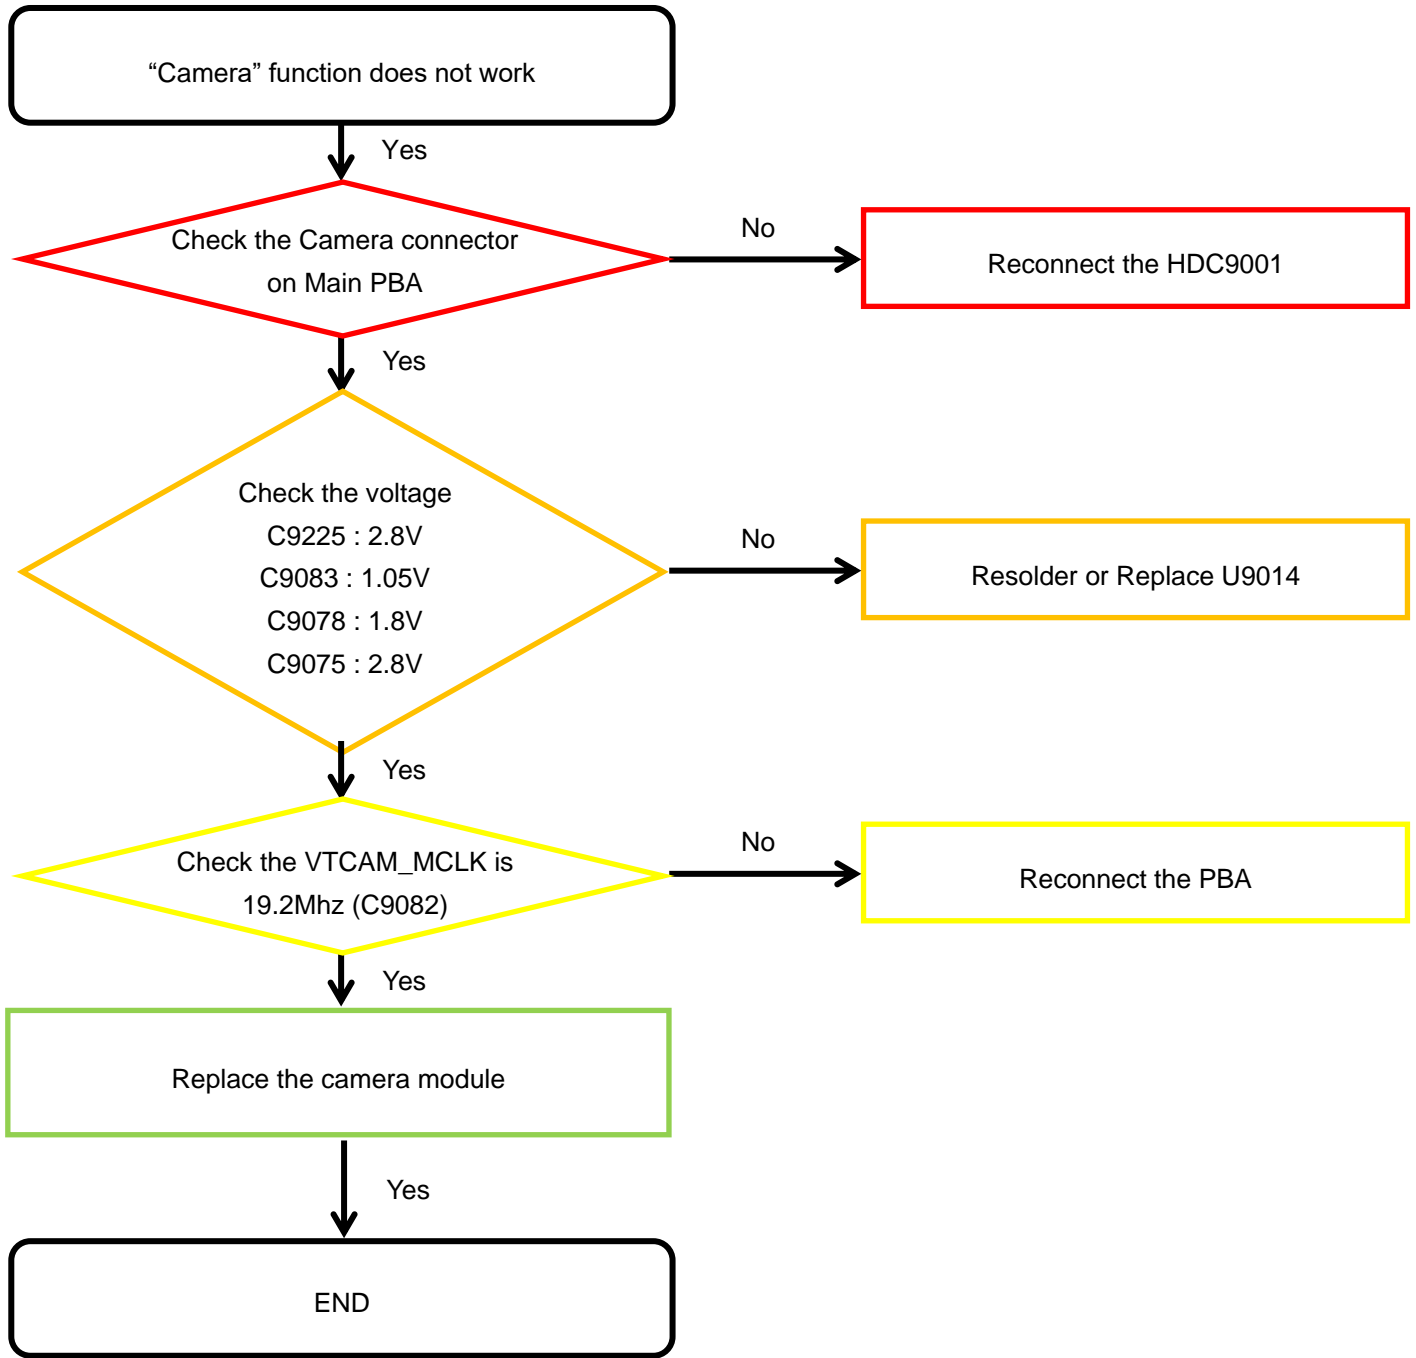 “Camera” function does not work
Yes
Check the Camera connector
on Main PBA
No
Reconnect the HDC9001
Yes
Check the voltage
C9225 : 2.8V
C9083 : 1.05V
C9078 : 1.8V
C9075 : 2.8V
No
Resolder or Replace U9014
Yes
Check the VTCAM_MCLK is
19.2Mhz (C9082)
No
Reconnect the PBA
Yes
Replace the camera module
Yes
END